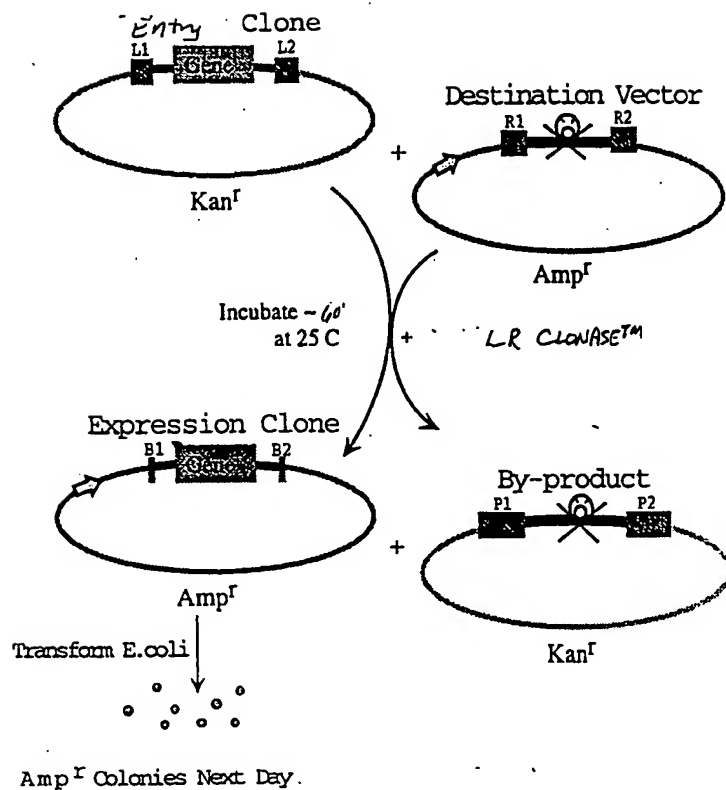 Entry Clone
L1 Gene L2
Kanʳ
+
Destination Vector
R1 R2
Ampʳ
Incubate ~ 60'
at 25 C
+ LR CLONASE™
Expression Clone
B1 Gene B2
Ampʳ
+
By-product
P1 P2
Kanʳ
Transform E.coli
Ampʳ Colonies Next Day.